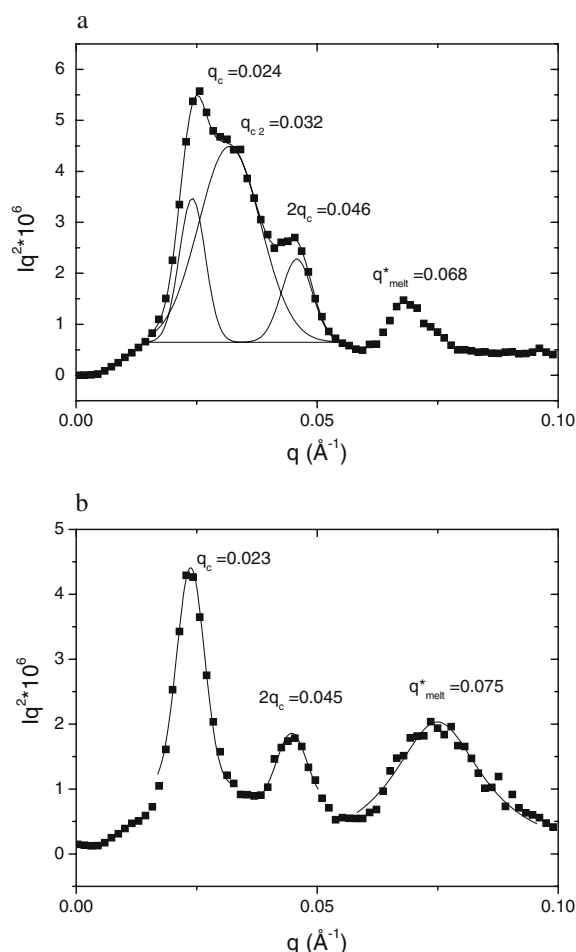 a
6
5
4
3
2
1
0
Iq²*10⁶
q_c=0.024
q_c2=0.032
2q_c=0.046
q*_melt=0.068
0.00 0.05 0.10
q (Å⁻¹)
b
5
4
3
2
1
0
Iq²*10⁶
q_c=0.023
2q_c=0.045
q*_melt=0.075
0.00 0.05 0.10
q (Å⁻¹)